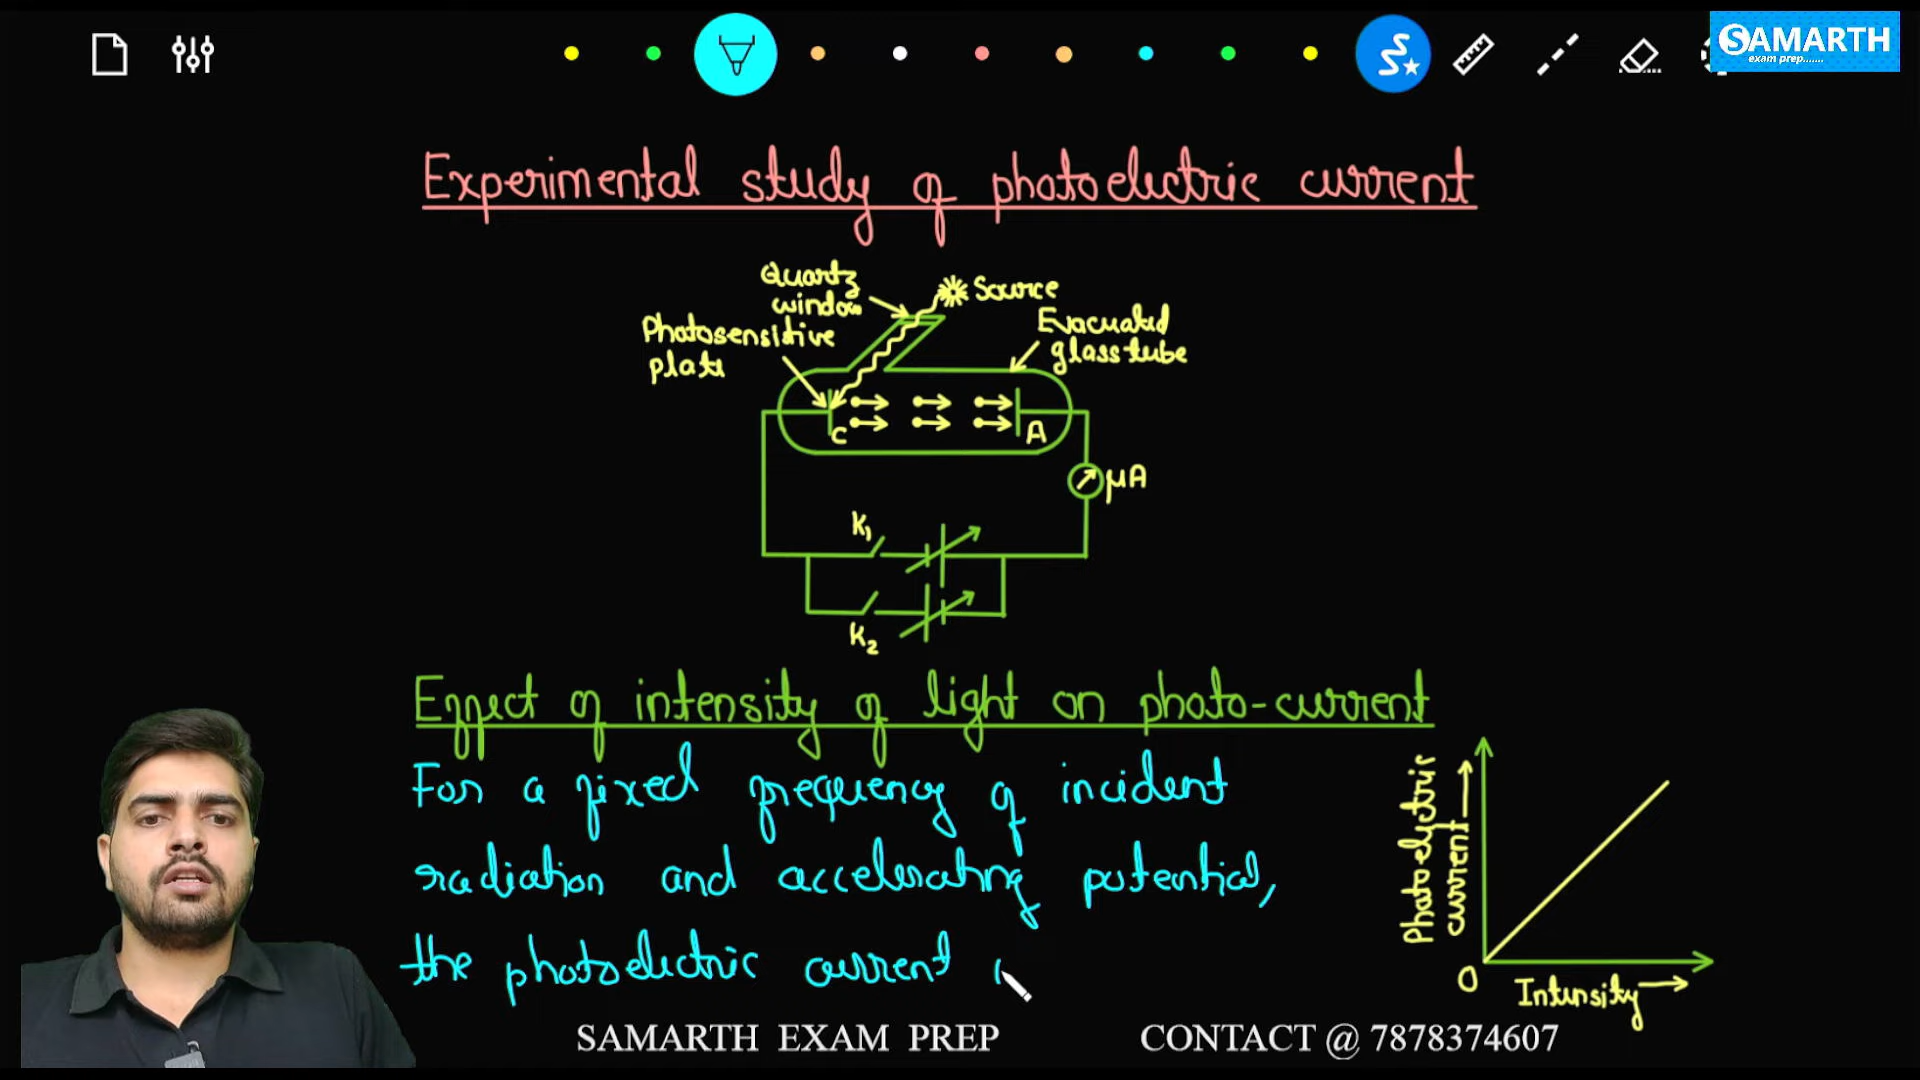 SAMARTH
exam prep.......
Experimental study of photoelectric current
Quartz
window
Source
Photosensitive
plate
Evacuated
glass tube
C
A
μA
K₁
K₂
Effect of intensity of light on photo-current
For a fixed frequency of incident
radiation and accelerating potential,
the photoelectric current
Photoelectric
current
O
Intensity
SAMARTH EXAM PREP
CONTACT @ 7878374607